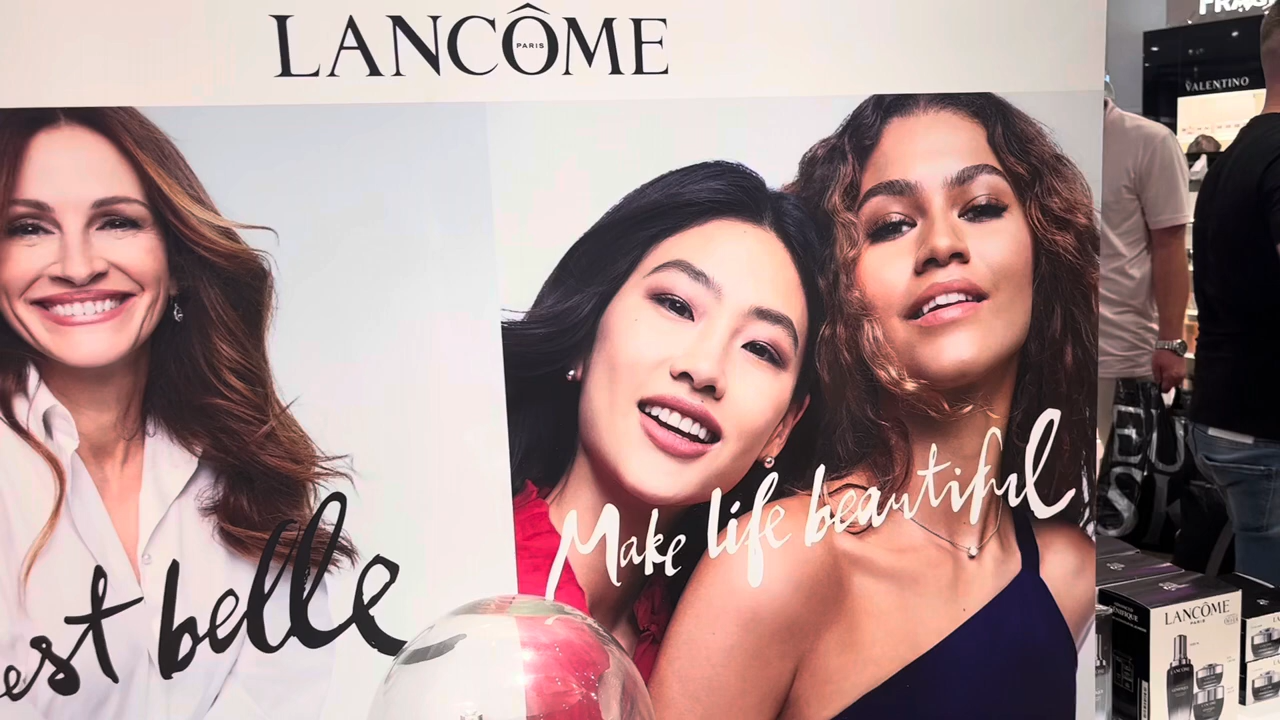 LANCÔME
PARIS
est belle
Make life beautiful
VALENTINO
LANCÔME
PARIS